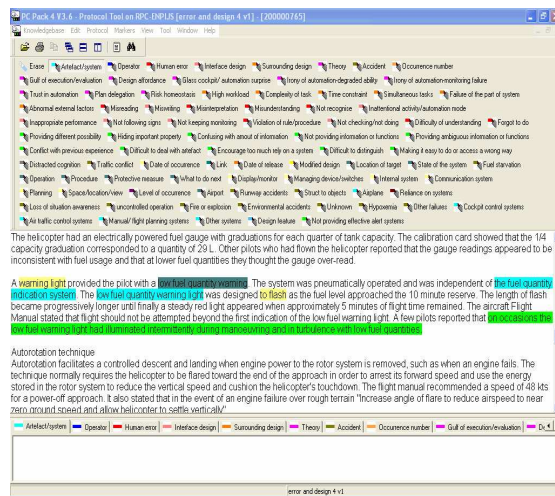 PC Pack 4 V3.6 - Protocol Tool on RPC-ENPLIS [error and design 4 v1] - [200000765]
Knowledgebase Edit Protocol Markers View Tool Window Help
Erase Artefact/system Operator Human error Interface design Surrounding design Theory Accident Occurrence number
Gulf of execution/evaluation Design affordance Glass cockpit/ automation surprise Irony of automation-degraded ability Irony of automation-monitoring failure
Trust in automation Plan delegation Risk homeostasis High workload Complexity of task Time constraint Simultaneous tasks Failure of the part of system
Abnormal external factors Misreading Miswriting Misinterpretation Misunderstanding Not recognise Inattentional activity/automation mode
Inappropriate performance Not following signs Not keeping monitoring Violation of rule/procedure Not checking/not doing Difficulty of understanding Forgot to do
Providing different possibility Hiding important property Confusing with amout of information Not providing information or functions Providing ambiguous information or functions
Conflict with previous experience Difficult to deal with artefact Encourage too much rely on a system Difficult to distinguish Making it easy to do or access a wrong way
Distracted cognition Traffic conflict Date of occurrence Link Date of release Modified design Location of target State of the system Fuel starvation
Operation Procedure Protective measure What to do next Display/monitor Managing device/switches Internal system Communication system
Planning Space/location/view Level of occurrence Airport Runway accidents Struct to objects Airplane Reliance on systems
Loss of situation awareness uncontrolled operation Fire or explosion Environmental accidents Unknown Hypoxemia Other failures Cockpit control systems
Air traffic control systems Manual/ flight planning systems Other systems Design feature Not providing effective alert systems
The helicopter had an electrically powered fuel gauge with graduations for each quarter of tank capacity. The calibration card showed that the 1/4
capacity graduation corresponded to a quantity of 29 L. Other pilots who had flown the helicopter reported that the gauge readings appeared to be
inconsistent with fuel usage and that at lower fuel quantities they thought the gauge over-read.
A warning light provided the pilot with a low fuel quantity warning. The system was pneumatically operated and was independent of the fuel quantity
indication system. The low fuel quantity warning light was designed to flash as the fuel level approached the 10 minute reserve. The length of flash
became progressively longer until finally a steady red light appeared when approximately 5 minutes of flight time remained. The aircraft Flight
Manual stated that flight should not be attempted beyond the first indication of the low fuel warning light. A few pilots reported that on occasions the
low fuel warning light had illuminated intermittently during manoeuvring and in turbulence with low fuel quantities.
Autorotation technique
Autorotation facilitates a controlled descent and landing when engine power to the rotor system is removed, such as when an engine fails. The
technique normally requires the helicopter to be flared toward the end of the approach in order to arrest its forward speed and use the energy
stored in the rotor system to reduce the vertical speed and cushion the helicopter's touchdown. The flight manual recommended a speed of 48 kts
for a power-off approach. It also stated that in the event of an engine failure over rough terrain "Increase angle of flare to reduce airspeed to near
zero ground speed and allow helicopter to settle vertically"
Artefact/system Operator Human error Interface design Surrounding design Theory Accident Occurrence number Gulf of execution/evaluation De
error and design 4 v1